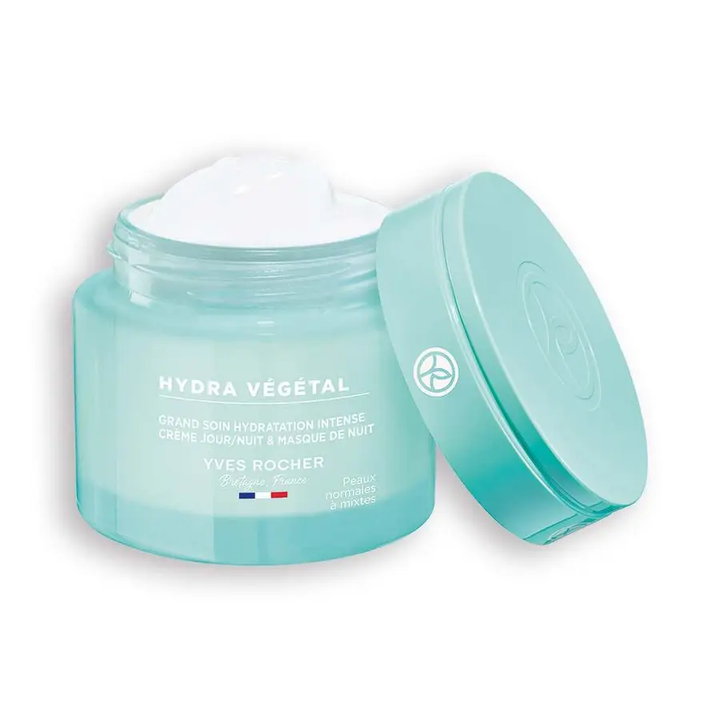 HYDRA VÉGÉTAL
GRAND SOIN HYDRATATION INTENSE
CRÈME JOUR/NUIT & MASQUE DE NUIT
YVES ROCHER
Bretagne, France
Peaux
normales
à mixtes